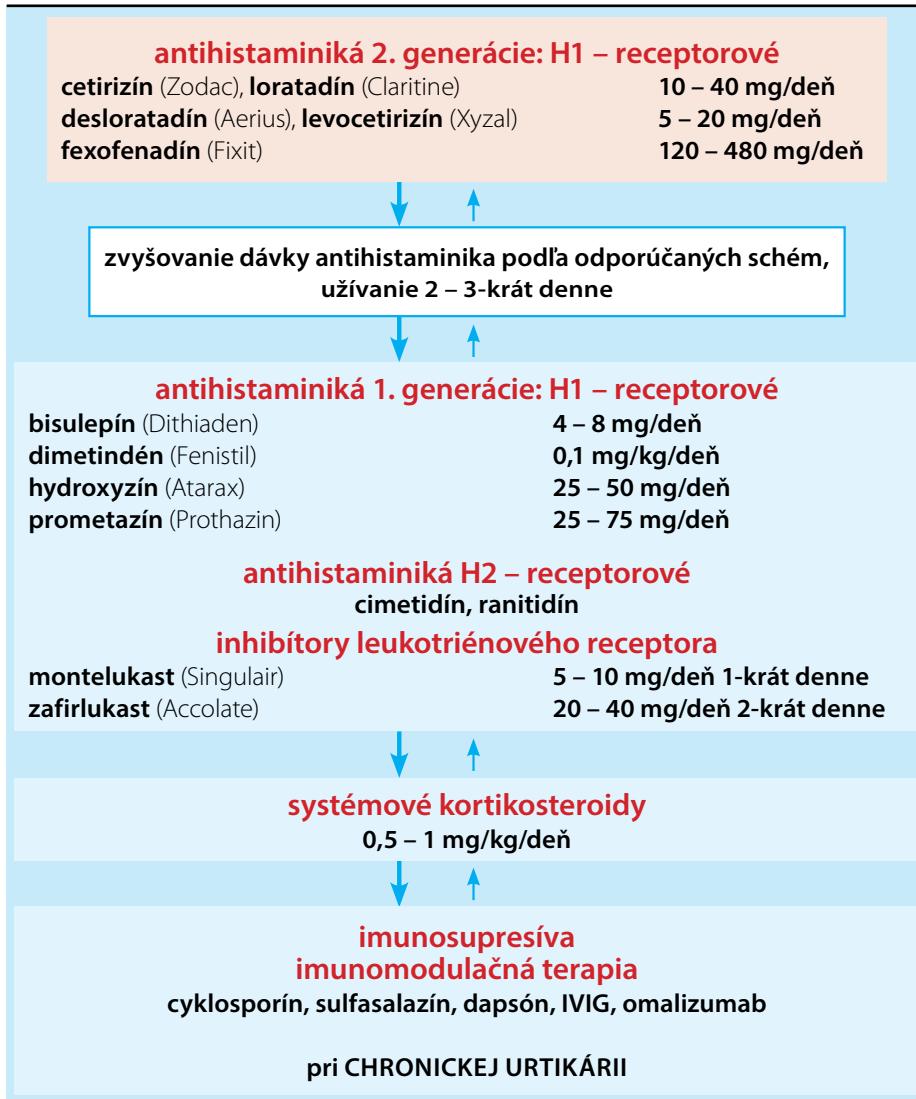 antihistaminiká 2. generácie: H1 – receptorové
cetirizín (Zodac), loratadín (Claritine) 10 – 40 mg/deň
desloratadín (Aerius), levocetirizín (Xyzal) 5 – 20 mg/deň
fexofenadín (Fixit) 120 – 480 mg/deň
zvyšovanie dávky antihistaminika podľa odporúčaných schém,
užívanie 2 – 3-krát denne
antihistaminiká 1. generácie: H1 – receptorové
bisulepín (Dithiaden) 4 – 8 mg/deň
dimetindén (Fenistil) 0,1 mg/kg/deň
hydroxyzín (Atarax) 25 – 50 mg/deň
prometazín (Prothazin) 25 – 75 mg/deň
antihistaminiká H2 – receptorové
cimetidín, ranitidín
inhibítory leukotriénového receptora
montelukast (Singulair) 5 – 10 mg/deň 1-krát denne
zafirlukast (Accolate) 20 – 40 mg/deň 2-krát denne
systémové kortikosteroidy
0,5 – 1 mg/kg/deň
imunosupresíva
imunomodulačná terapia
cyklosporín, sulfasalazín, dapsón, IVIG, omalizumab
pri CHRONICKEJ URTIKÁRII